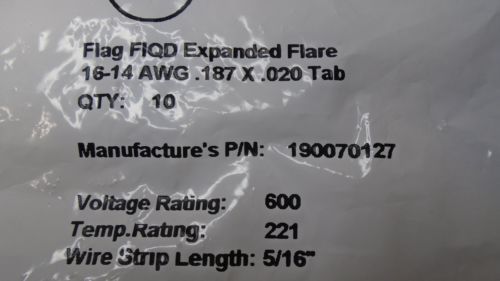 Flag FIQD Expanded Flare
16-14 AWG .187 X .020 Tab
QTY: 10
Manufacture's P/N: 190070127
Voltage Rating: 600
Temp.Rating: 221
Wire Strip Length: 5/16"